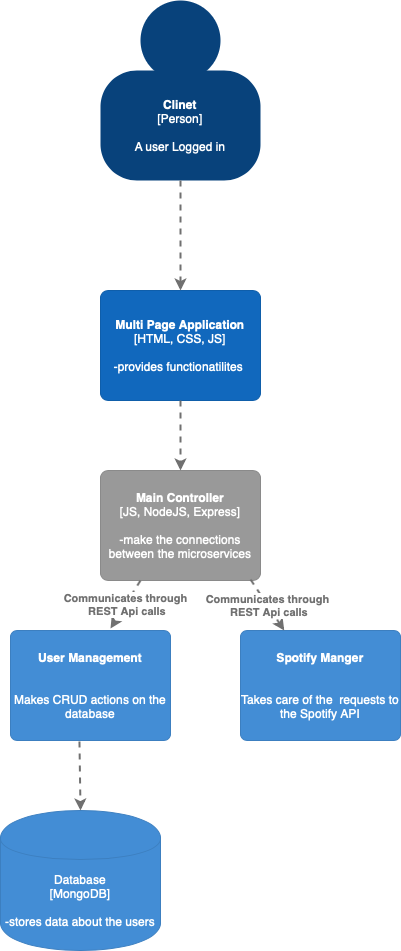 Clinet
[Person]
A user Logged in
Multi Page Application
[HTML, CSS, JS]
-provides functionatilites
Main Controller
[JS, NodeJS, Express]
-make the connections
between the microservices
Communicates through
REST Api calls
Communicates through
REST Api calls
User Management
Makes CRUD actions on the
database
Spotify Manger
Takes care of the requests to
the Spotify API
Database
[MongoDB]
-stores data about the users